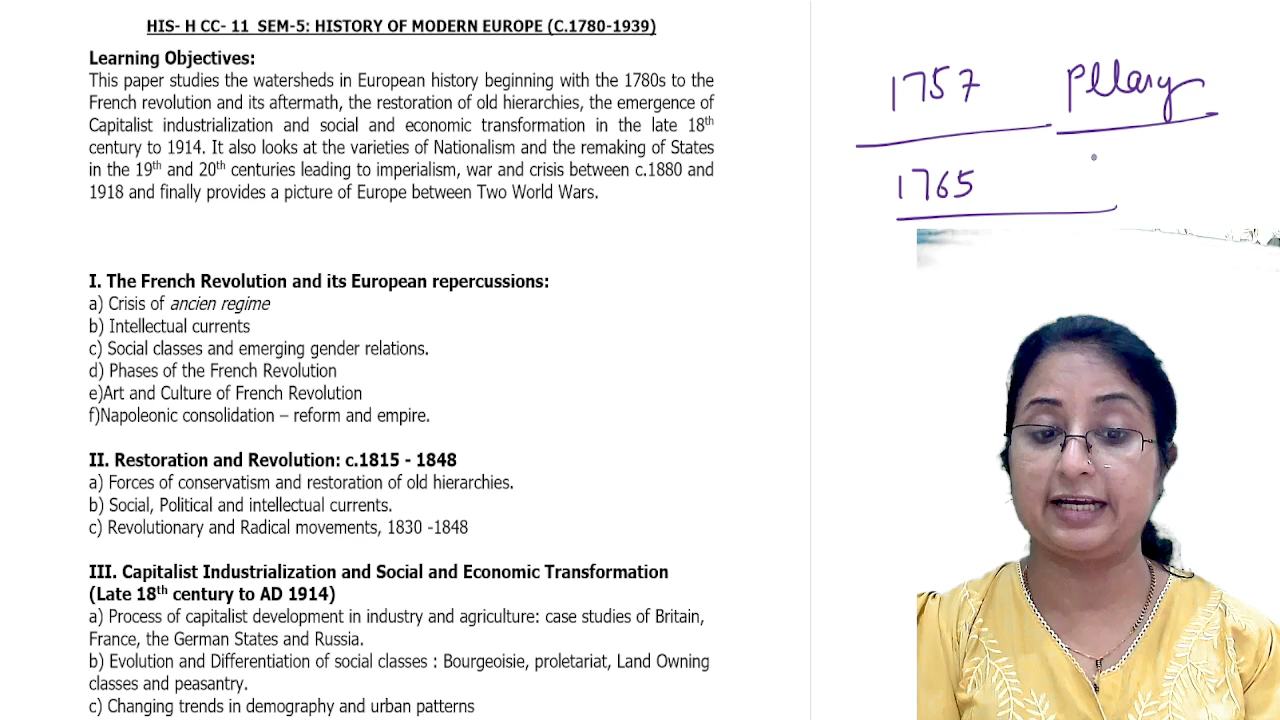 HIS- H CC- 11 SEM-5: HISTORY OF MODERN EUROPE (C.1780-1939)
Learning Objectives:
This paper studies the watersheds in European history beginning with the 1780s to the
French revolution and its aftermath, the restoration of old hierarchies, the emergence of
Capitalist industrialization and social and economic transformation in the late 18th
century to 1914. It also looks at the varieties of Nationalism and the remaking of States
in the 19th and 20th centuries leading to imperialism, war and crisis between c.1880 and
1918 and finally provides a picture of Europe between Two World Wars.
I. The French Revolution and its European repercussions:
a) Crisis of ancien regime
b) Intellectual currents
c) Social classes and emerging gender relations.
d) Phases of the French Revolution
e)Art and Culture of French Revolution
f)Napoleonic consolidation – reform and empire.
II. Restoration and Revolution: c.1815 - 1848
a) Forces of conservatism and restoration of old hierarchies.
b) Social, Political and intellectual currents.
c) Revolutionary and Radical movements, 1830 -1848
III. Capitalist Industrialization and Social and Economic Transformation
(Late 18th century to AD 1914)
a) Process of capitalist development in industry and agriculture: case studies of Britain,
France, the German States and Russia.
b) Evolution and Differentiation of social classes : Bourgeoisie, proletariat, Land Owning
classes and peasantry.
c) Changing trends in demography and urban patterns
1757
1765